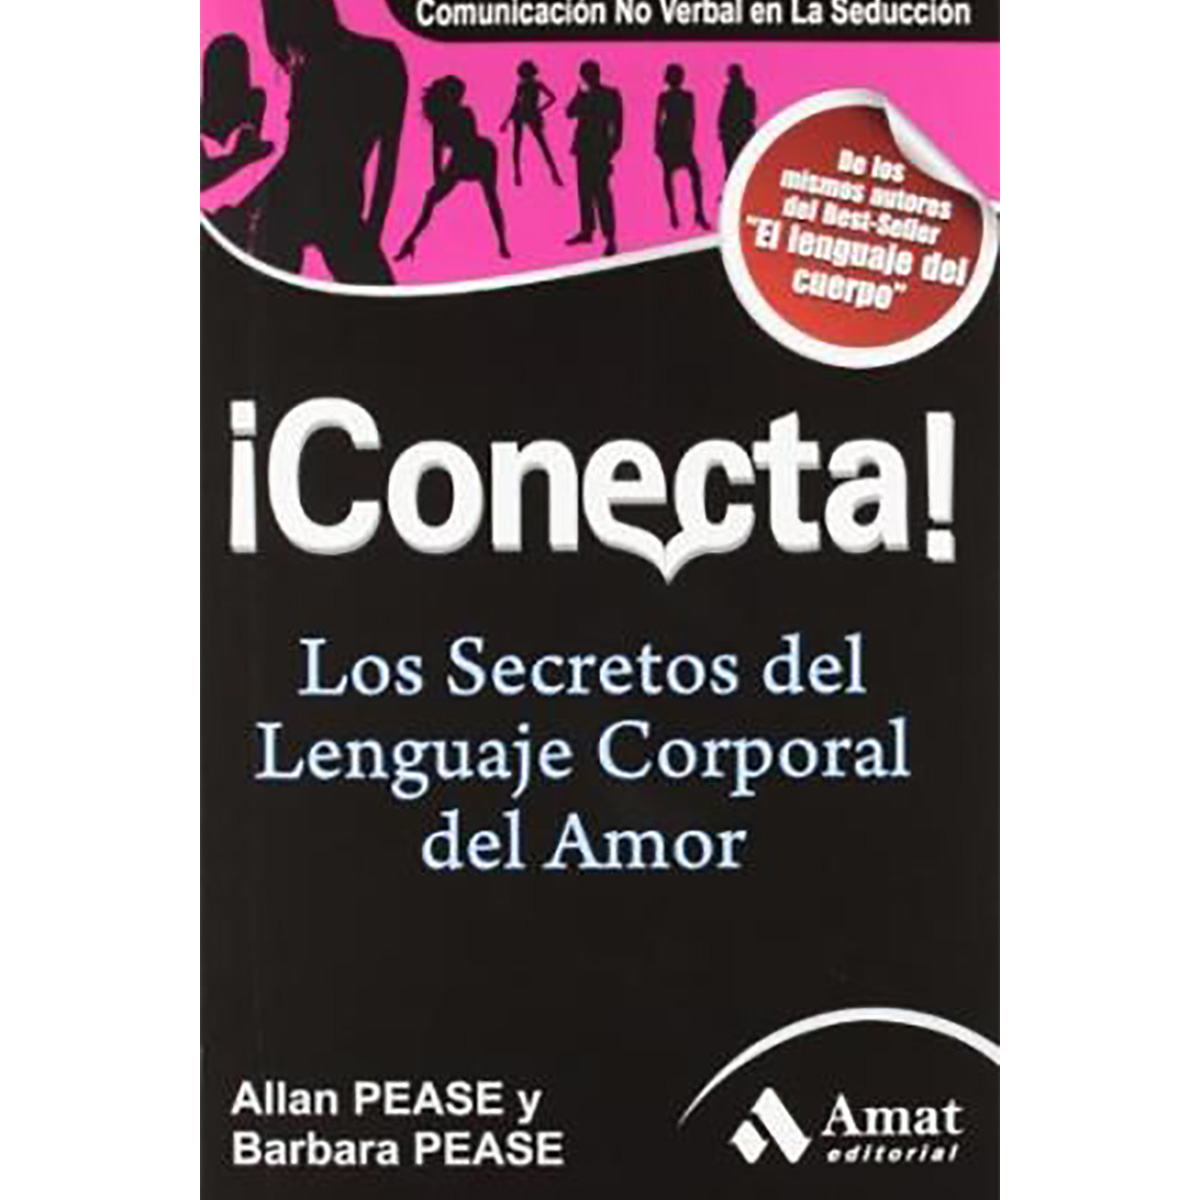 Comunicación No Verbal en La Seducción
De los
mismos autores
del Best-Seller
"El lenguaje del
cuerpo"
¡Conecta!
Los Secretos del
Lenguaje Corporal
del Amor
Allan PEASE y
Barbara PEASE
Amat
editorial